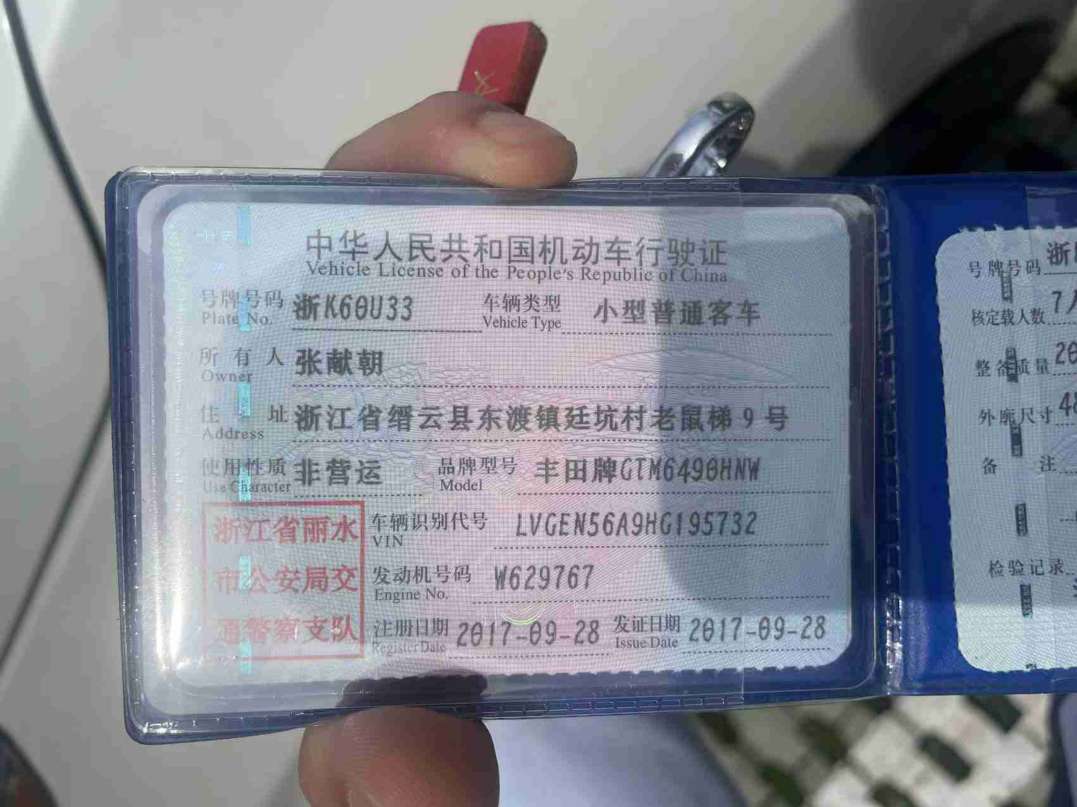 中华人民共和国机动车行驶证
Vehicle License of the People's Republic of China
号牌号码 浙K60U33 车辆类型 小型普通客车
Plate No. Vehicle Type
所有人 张献朝
Owner
住址 浙江省缙云县东渡镇廷坑村老鼠梯9号
Address
使用性质 非营运 品牌型号 丰田牌GTM6490HNW
Use Character Model
浙江省丽水
市公安局交
通警察支队
车辆识别代号 LVGEN56A9HG195732
VIN
发动机号码 W629767
Engine No.
注册日期 2017-09-28 发证日期 2017-09-28
Register Date Issue Date
号牌号码 浙
核定载人数 7人
整备质量 20
外廓尺寸 48
备注
检验记录